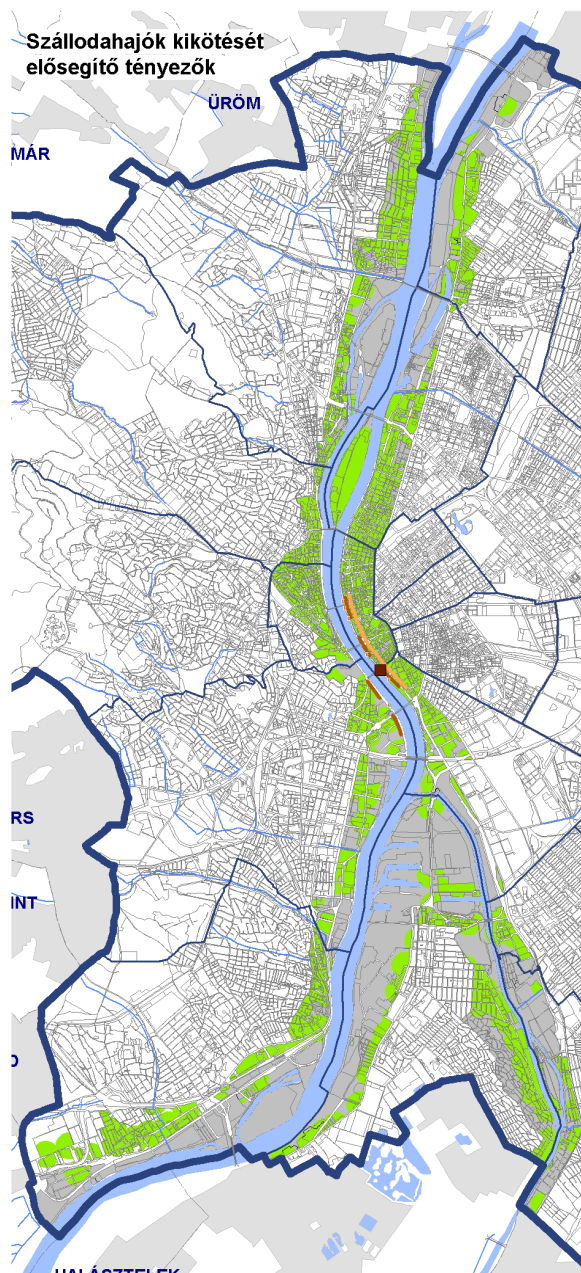 Szállodahajók kikötését
elősegítő tényezők
ÜRÖM
MÁR
RS
INT
D
HALÁSZTELEK